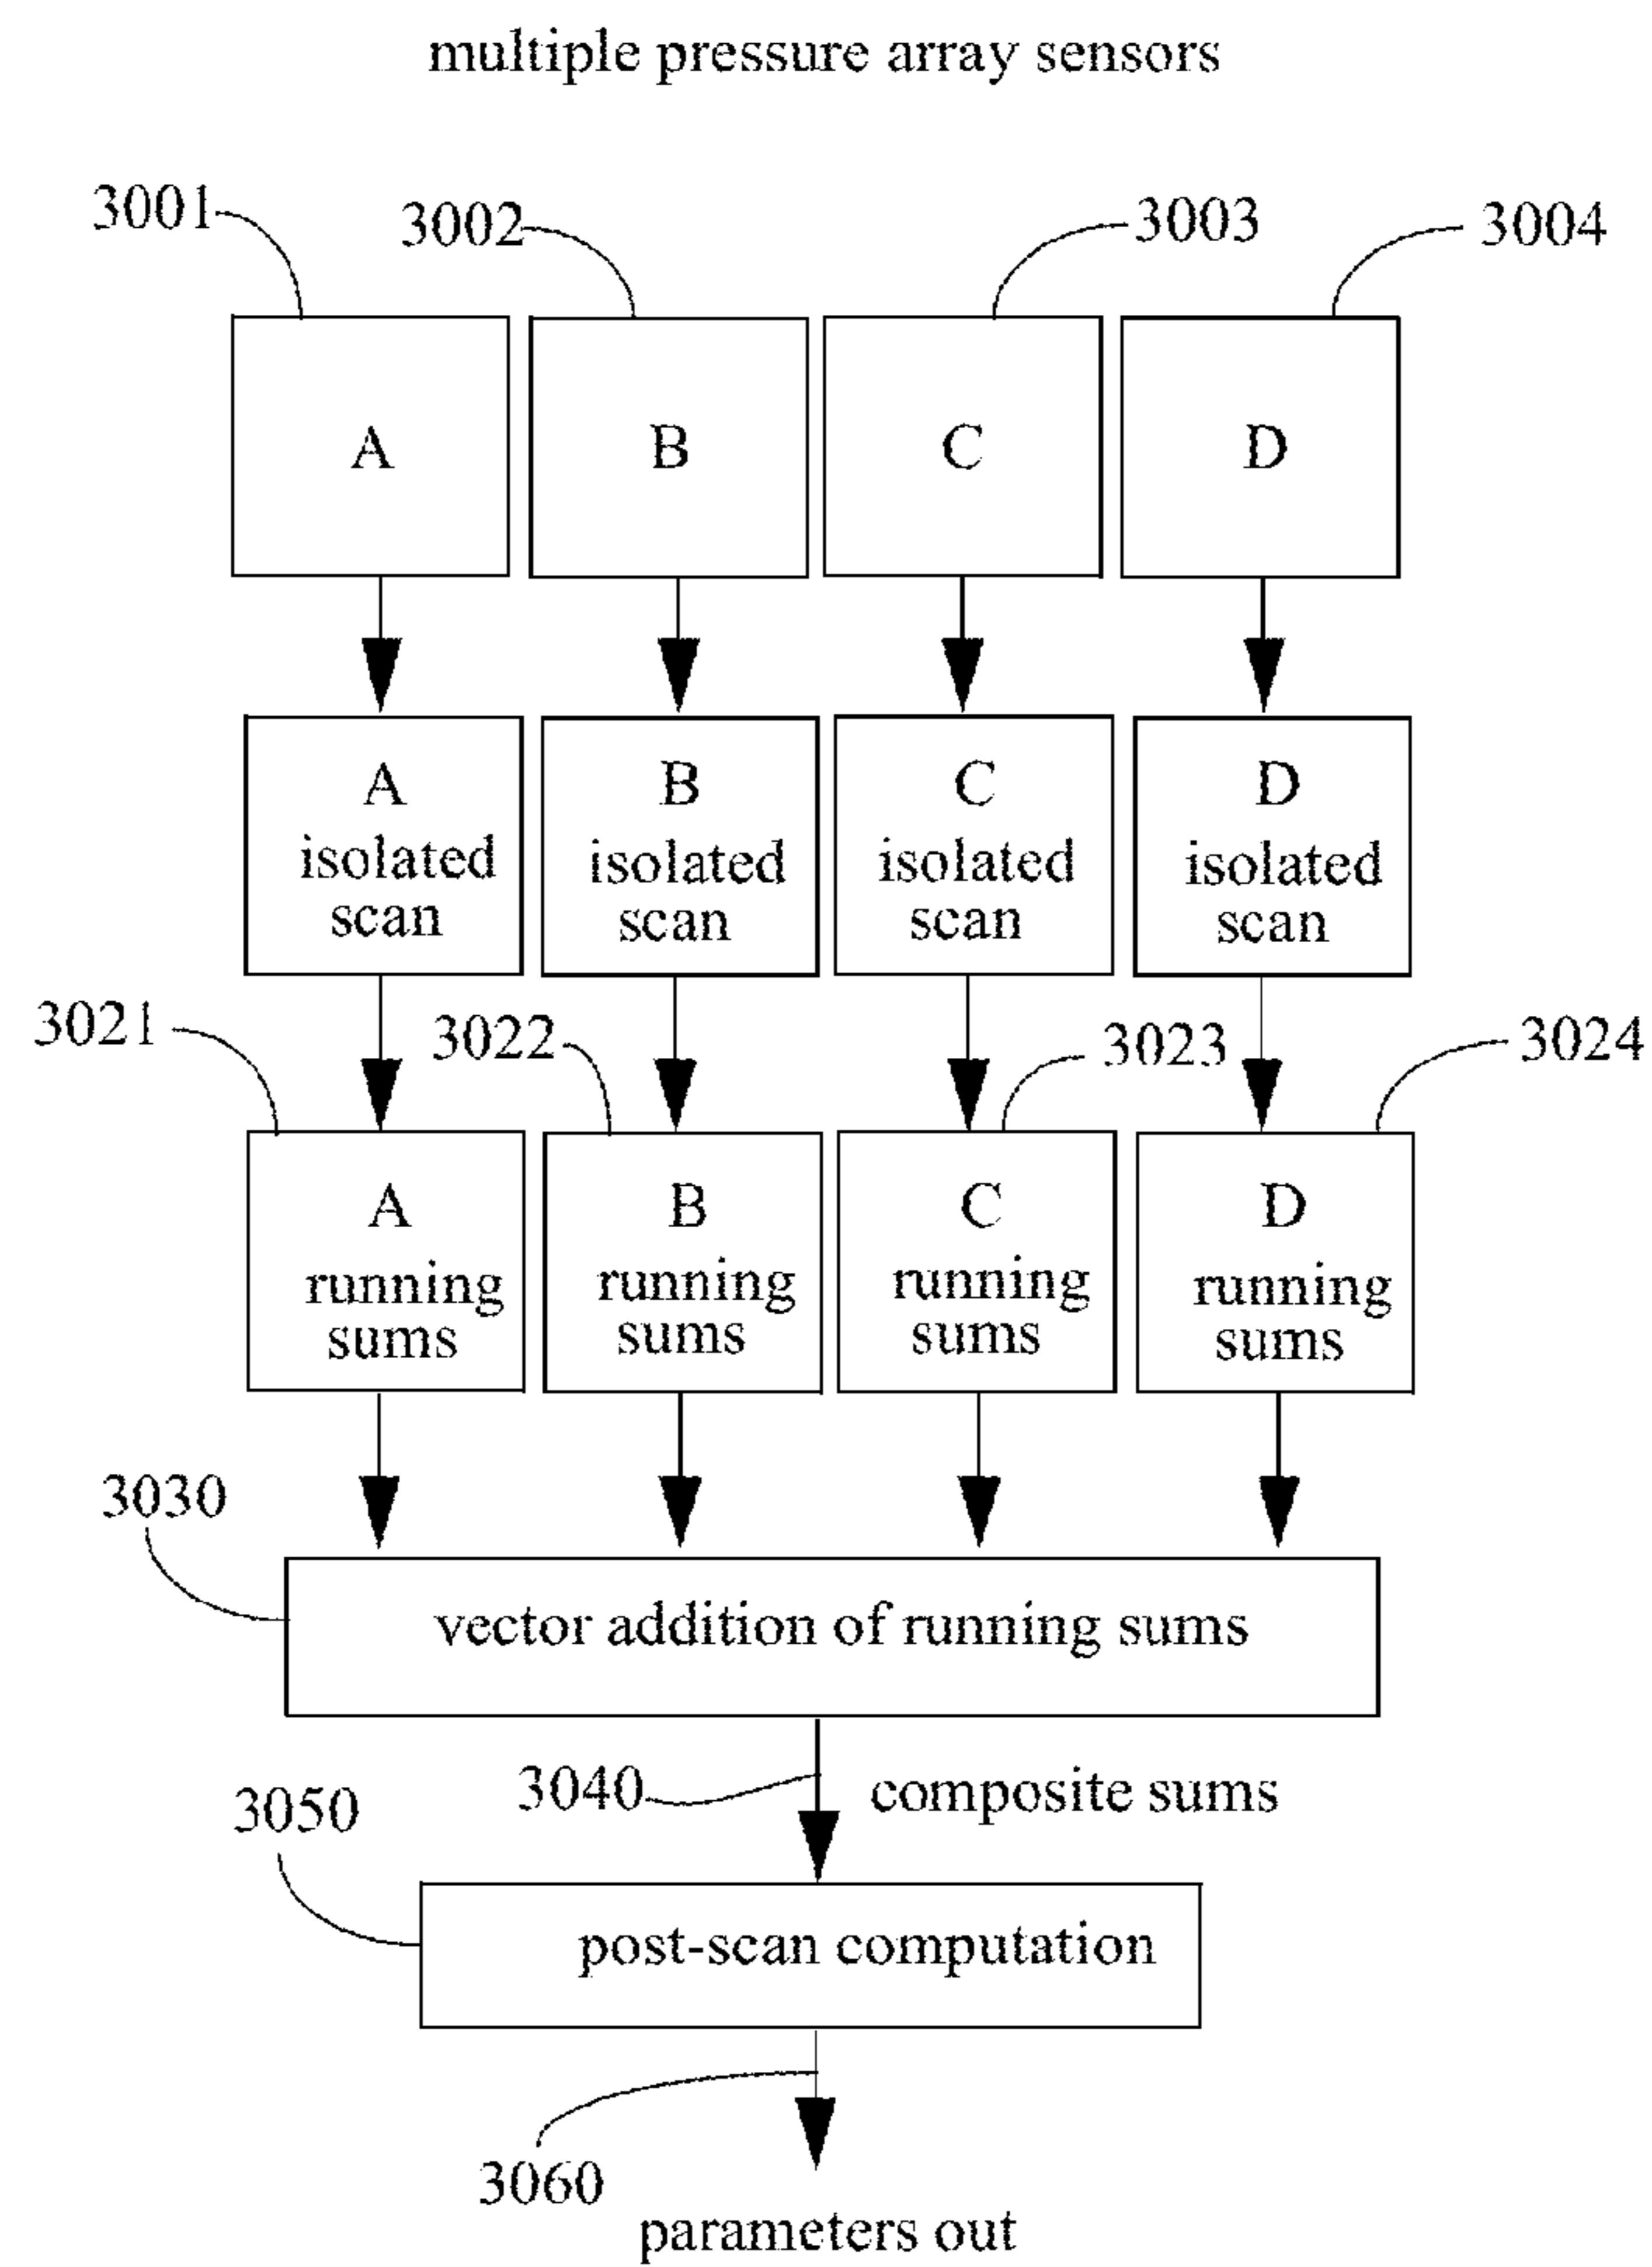 multiple pressure array sensors
3001 3002 3003 3004
A B C D
A B C D
isolated isolated isolated isolated
scan scan scan scan
3021 3022 3023 3024
A B C D
running running running running
sums sums sums sums
3030
vector addition of running sums
3040 composite sums
3050
post-scan computation
3060
parameters out